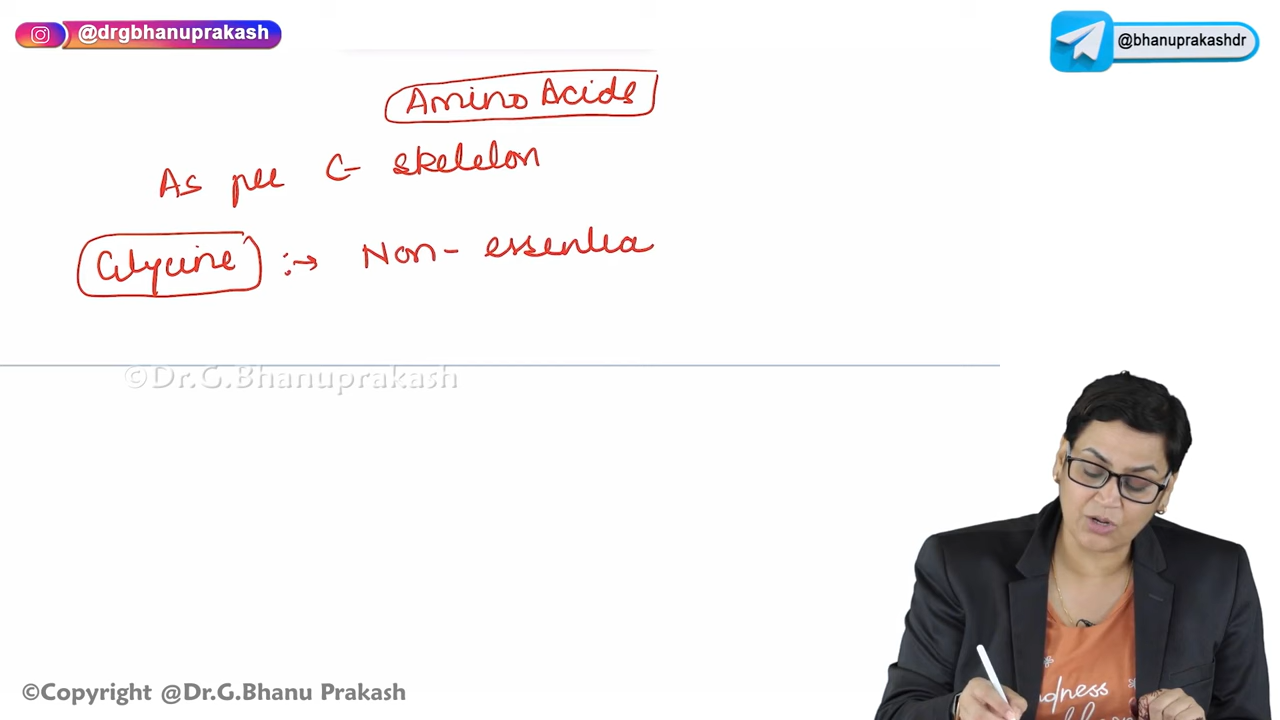 @drgbhanuprakash
@bhanuprakashdr
Amino Acids
As per C- skeleton
Glycine :→ Non-essentia
©Dr.G.Bhanuprakash
©Copyright @Dr.G.Bhanu Prakash